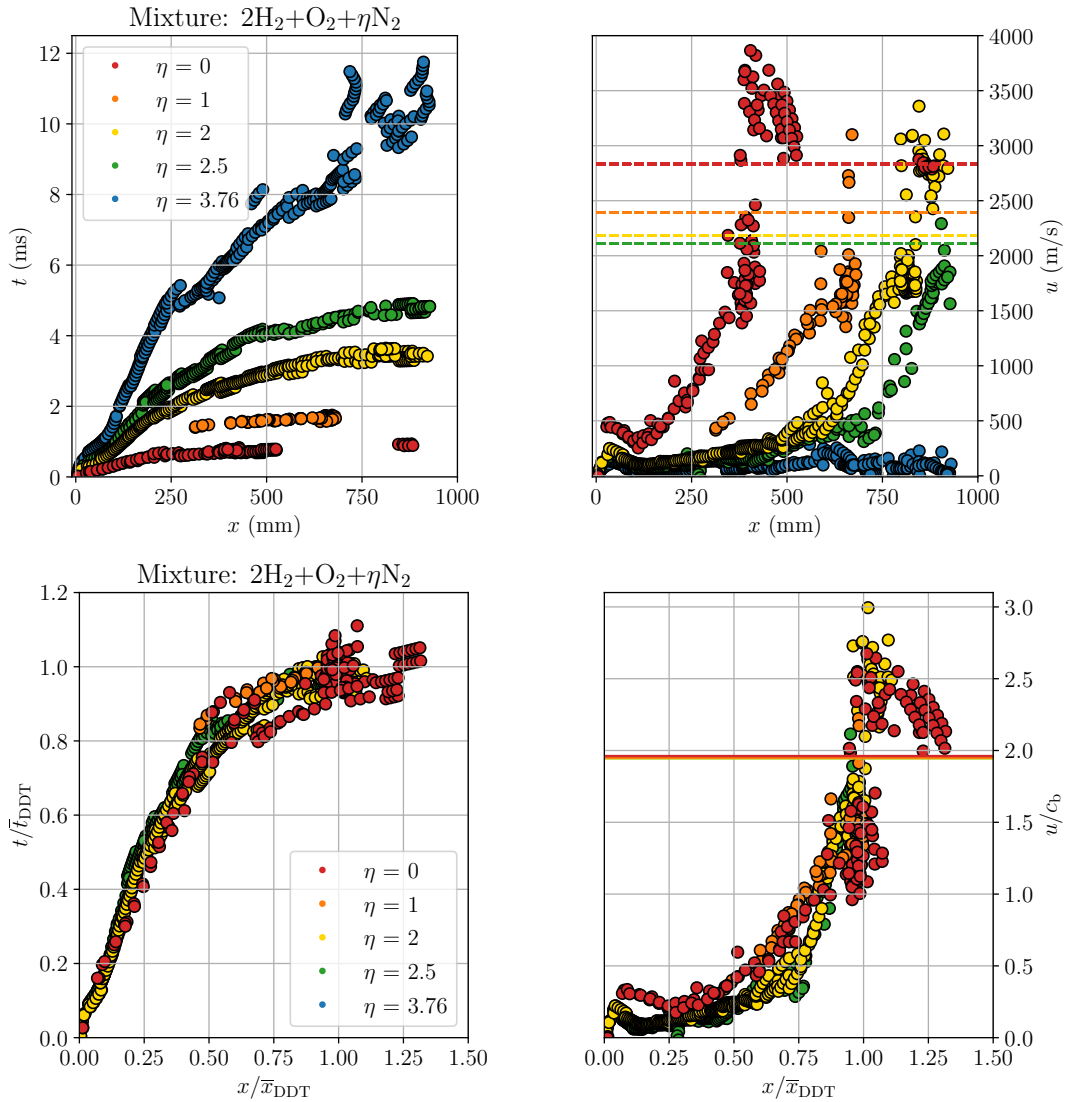 Mixture: 2H₂+O₂+ηN₂
12
10
8
6
4
2
0
t (ms)
η = 0
η = 1
η = 2
η = 2.5
η = 3.76
0
250
500
750
1000
x (mm)
4000
3500
3000
2500
2000
1500
1000
500
250
0
u (m/s)
0
250
500
750
1000
x (mm)
Mixture: 2H₂+O₂+ηN₂
1.2
1.0
0.8
0.6
0.4
0.2
0.0
t/t̅_DDT
η = 0
η = 1
η = 2
η = 2.5
η = 3.76
0.00
0.25
0.50
0.75
1.00
1.25
1.50
x/x̅_DDT
3.0
2.5
2.0
1.5
1.0
0.5
0.0
u/c_b
0.00
0.25
0.50
0.75
1.00
1.25
1.50
x/x̅_DDT